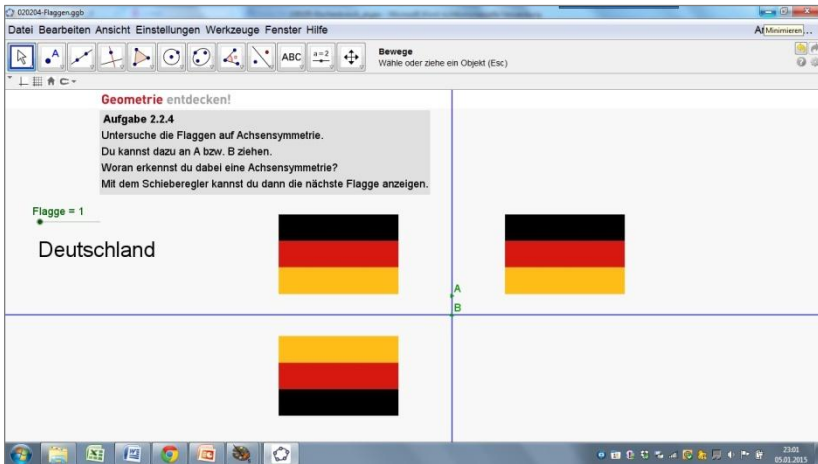 020204-Flaggen.ggb
Datei Bearbeiten Ansicht Einstellungen Werkzeuge Fenster Hilfe
Minimieren
A
ABC
a=2
Bewege
Wähle oder ziehe ein Objekt (Esc)
Geometrie entdecken!
Aufgabe 2.2.4
Untersuche die Flaggen auf Achsensymmetrie.
Du kannst dazu an A bzw. B ziehen.
Woran erkennst du dabei eine Achsensymmetrie?
Mit dem Schieberegler kannst du dann die nächste Flagge anzeigen.
Flagge = 1
Deutschland
A
B
23:01
05.01.2015